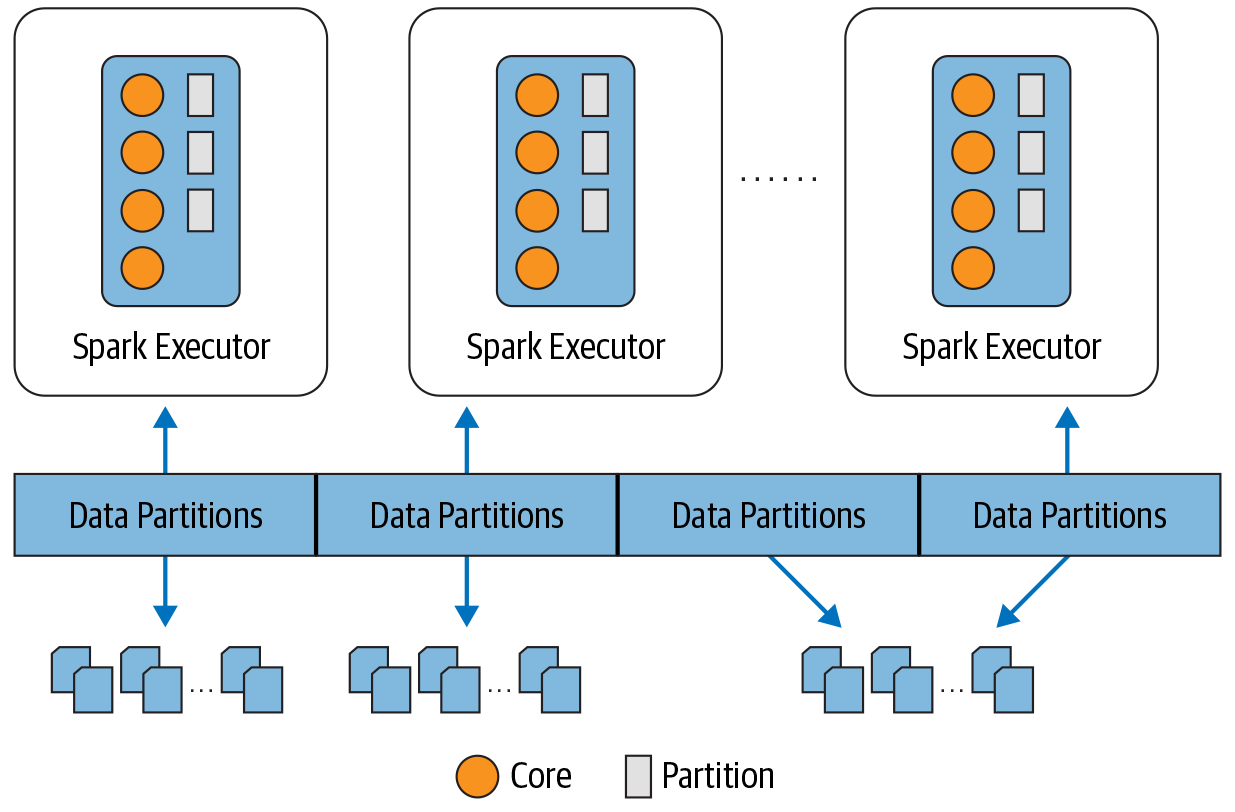 Spark Executor
Spark Executor
......
Spark Executor
Data Partitions
Data Partitions
Data Partitions
Data Partitions
...
...
...
Core
Partition